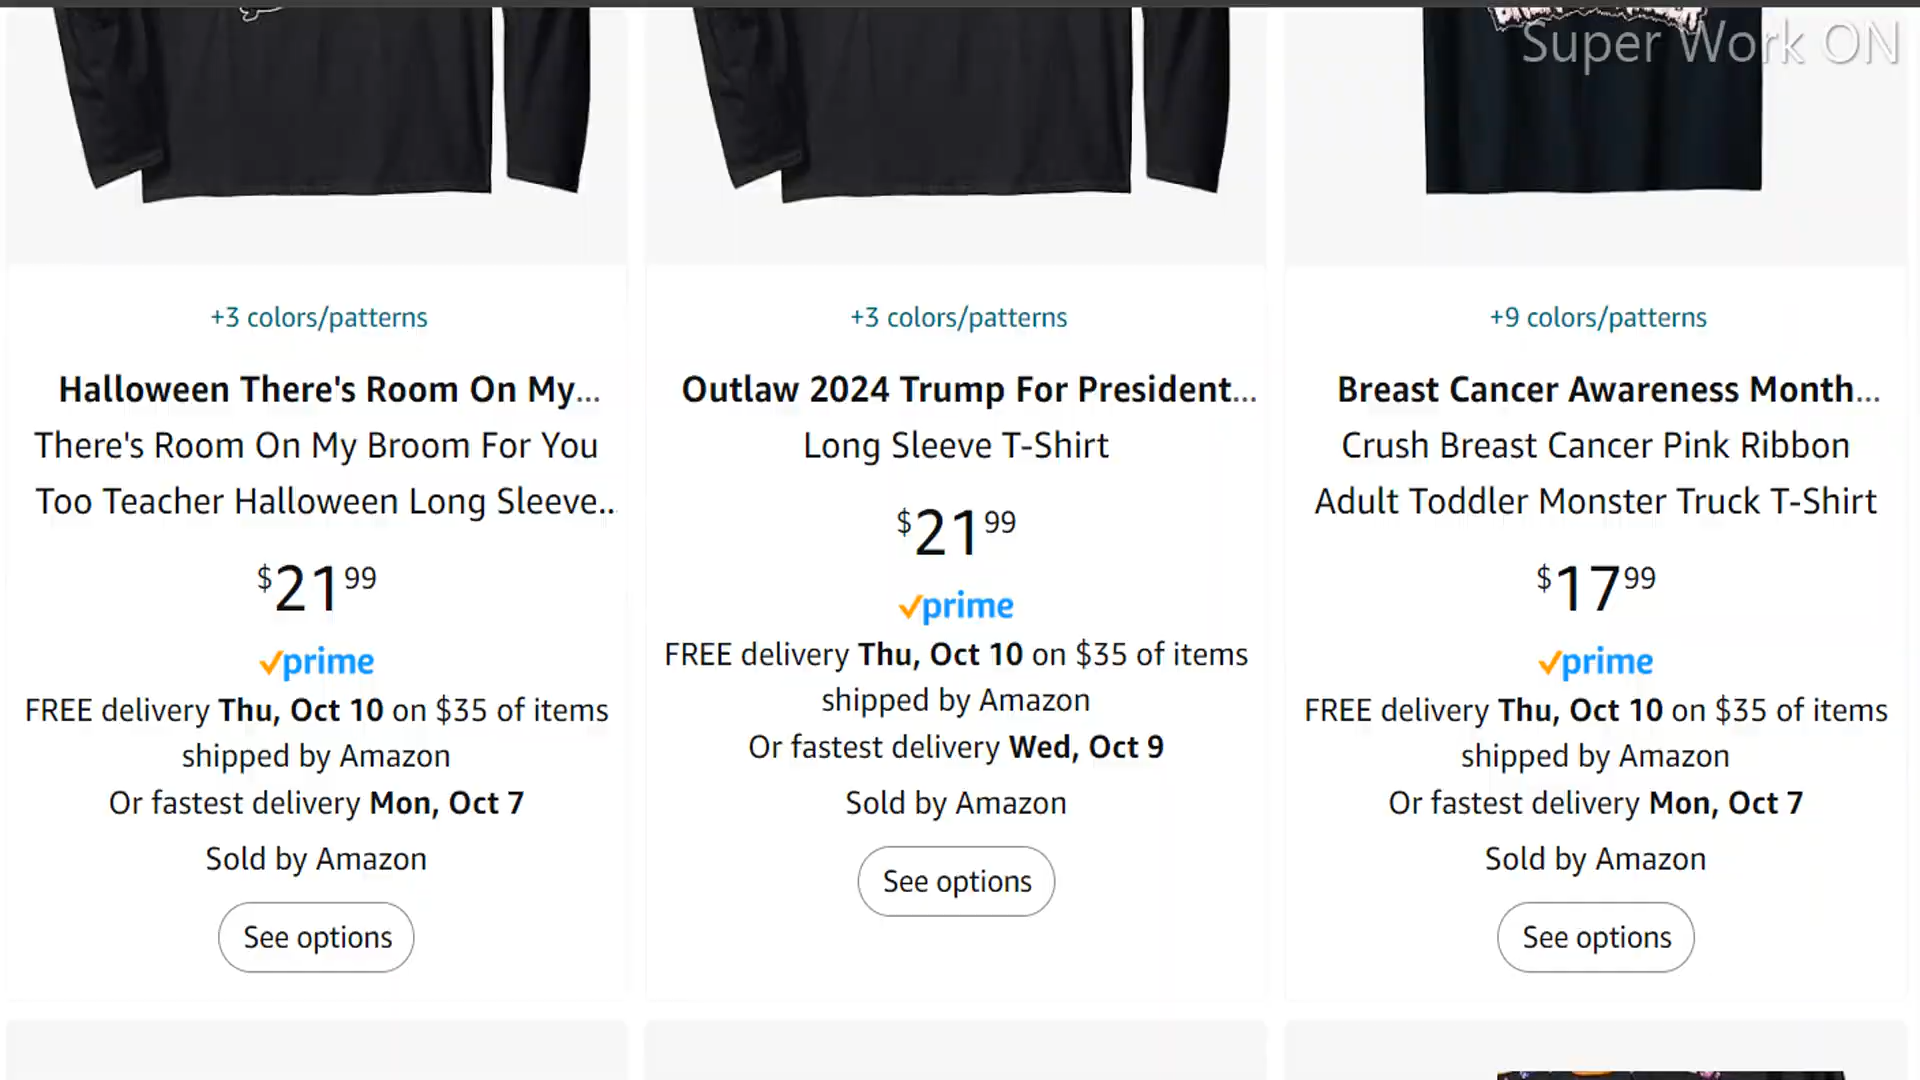 Super Work ON
+3 colors/patterns
Halloween There's Room On My...
There's Room On My Broom For You
Too Teacher Halloween Long Sleeve..
$21 99
prime
FREE delivery Thu, Oct 10 on $35 of items
shipped by Amazon
Or fastest delivery Mon, Oct 7
Sold by Amazon
See options
+3 colors/patterns
Outlaw 2024 Trump For President...
Long Sleeve T-Shirt
$21 99
prime
FREE delivery Thu, Oct 10 on $35 of items
shipped by Amazon
Or fastest delivery Wed, Oct 9
Sold by Amazon
See options
+9 colors/patterns
Breast Cancer Awareness Month...
Crush Breast Cancer Pink Ribbon
Adult Toddler Monster Truck T-Shirt
$17 99
prime
FREE delivery Thu, Oct 10 on $35 of items
shipped by Amazon
Or fastest delivery Mon, Oct 7
Sold by Amazon
See options